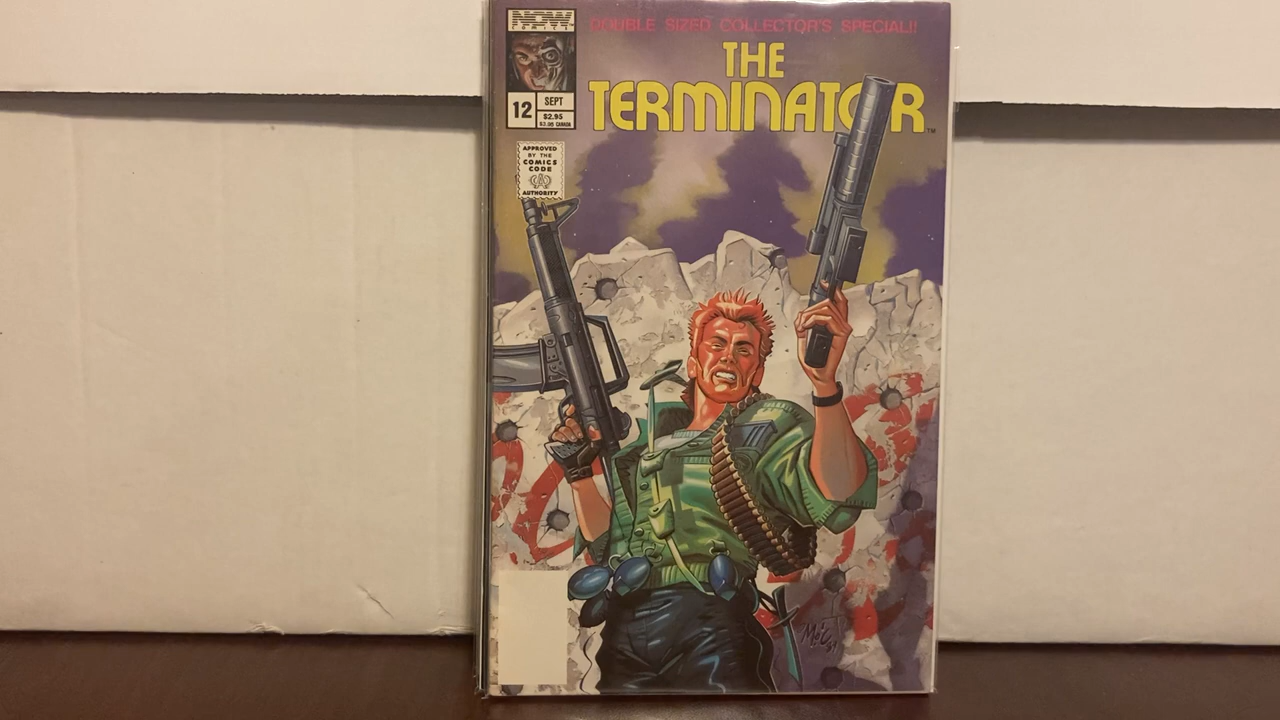 NOW
COMICS
DOUBLE SIZED COLLECTOR'S SPECIAL!!
THE
TERMINATOR
TM
12
SEPT
$2.95
$3.95 CANADA
APPROVED
BY THE
COMICS
CODE
CA
AUTHORITY